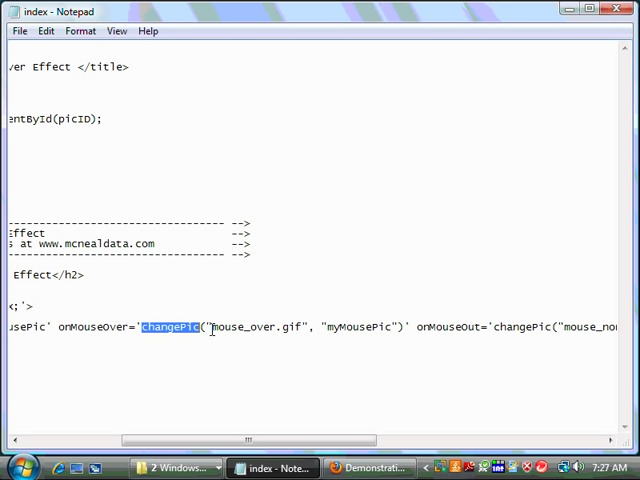 index - Notepad
File Edit Format View Help
ver Effect </title>
entById(picID);
---------------------------------------- -->
Effect -->
s at www.mcnealdata.com -->
---------------------------------------- -->
Effect</h2>
k;'>
usePic' onMouseOver='changePic("mouse_over.gif", "myMousePic")' onMouseOut='changePic("mouse_no
2 Windows... index - Note... Demonstrati... 7:27 AM